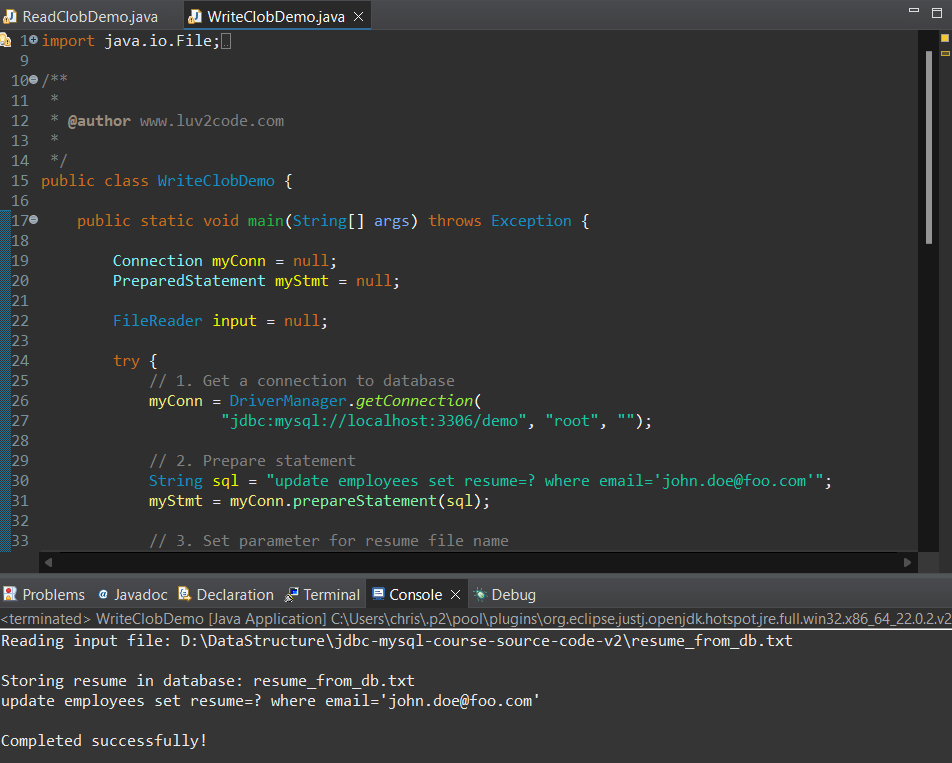 ReadClobDemo.java WriteClobDemo.java
1 import java.io.File;
9
10 /**
11 *
12 * @author www.luv2code.com
13 *
14 */
15 public class WriteClobDemo {
16
17 public static void main(String[] args) throws Exception {
18
19 Connection myConn = null;
20 PreparedStatement myStmt = null;
21
22 FileReader input = null;
23
24 try {
25 // 1. Get a connection to database
26 myConn = DriverManager.getConnection(
27 "jdbc:mysql://localhost:3306/demo", "root", "");
28
29 // 2. Prepare statement
30 String sql = "update employees set resume=? where email='john.doe@foo.com'";
31 myStmt = myConn.prepareStatement(sql);
32
33 // 3. Set parameter for resume file name
Problems Javadoc Declaration Terminal Console Debug
<terminated> WriteClobDemo [Java Application] C:\Users\chris\.p2\pool\plugins\org.eclipse.justj.openjdk.hotspot.jre.full.win32.x86_64_22.0.2.v2
Reading input file: D:\DataStructure\jdbc-mysql-course-source-code-v2\resume_from_db.txt
Storing resume in database: resume_from_db.txt
update employees set resume=? where email='john.doe@foo.com'
Completed successfully!